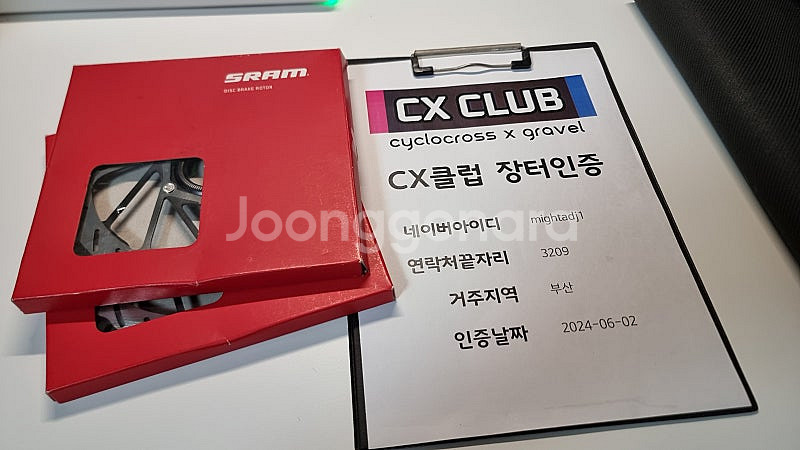 SRAM
DISC BRAKE ROTOR
Joonggonara
CX CLUB
cyclocross x gravel
CX클럽 장터인증
네이버아이디 mightadj1
연락처끝자리 3209
거주지역 부산
인증날짜 2024-06-02